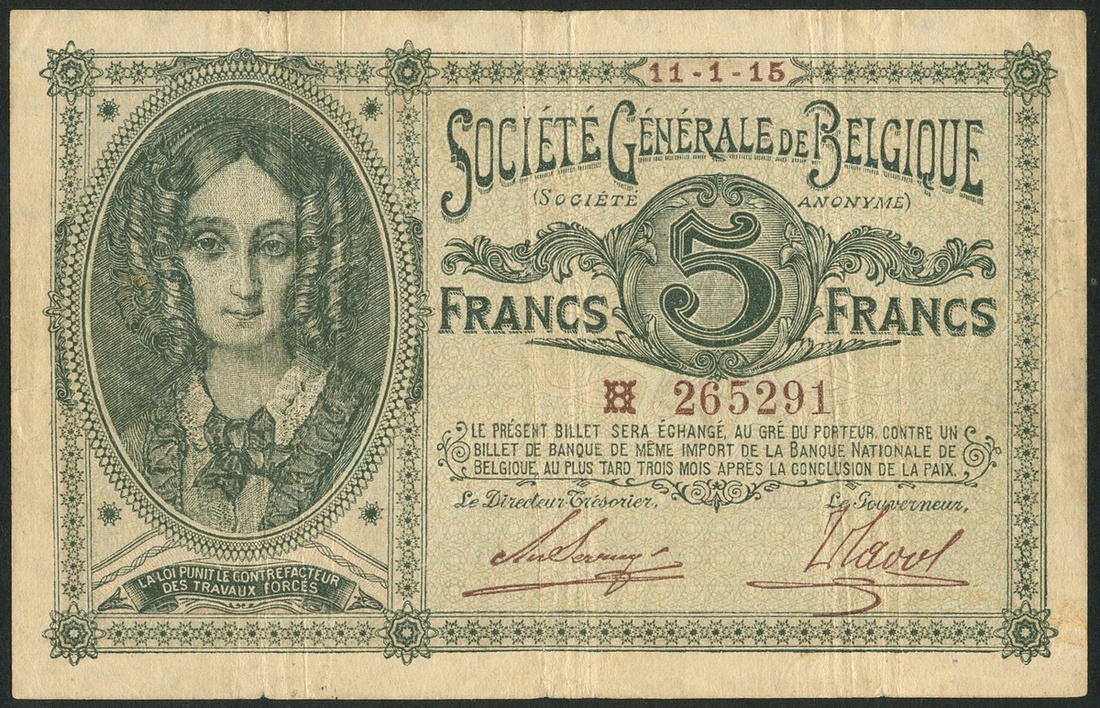 11-1-15
SOCIÉTÉ GÉNÉRALE DE BELGIQUE
(SOCIÉTÉ ANONYME)
5
FRANCS FRANCS
H 265291
LE PRÉSENT BILLET SERA ÉCHANGÉ, AU GRÉ DU PORTEUR, CONTRE UN
BILLET DE BANQUE DE MÊME IMPORT DE LA BANQUE NATIONALE DE
BELGIQUE, AU PLUS TARD TROIS MOIS APRES LA CONCLUSION DE LA PAIX.
Le Directeur-Trésorier, Le Gouverneur,
LA LOI PUNIT LE CONTREFACTEUR
DES TRAVAUX FORCÉS